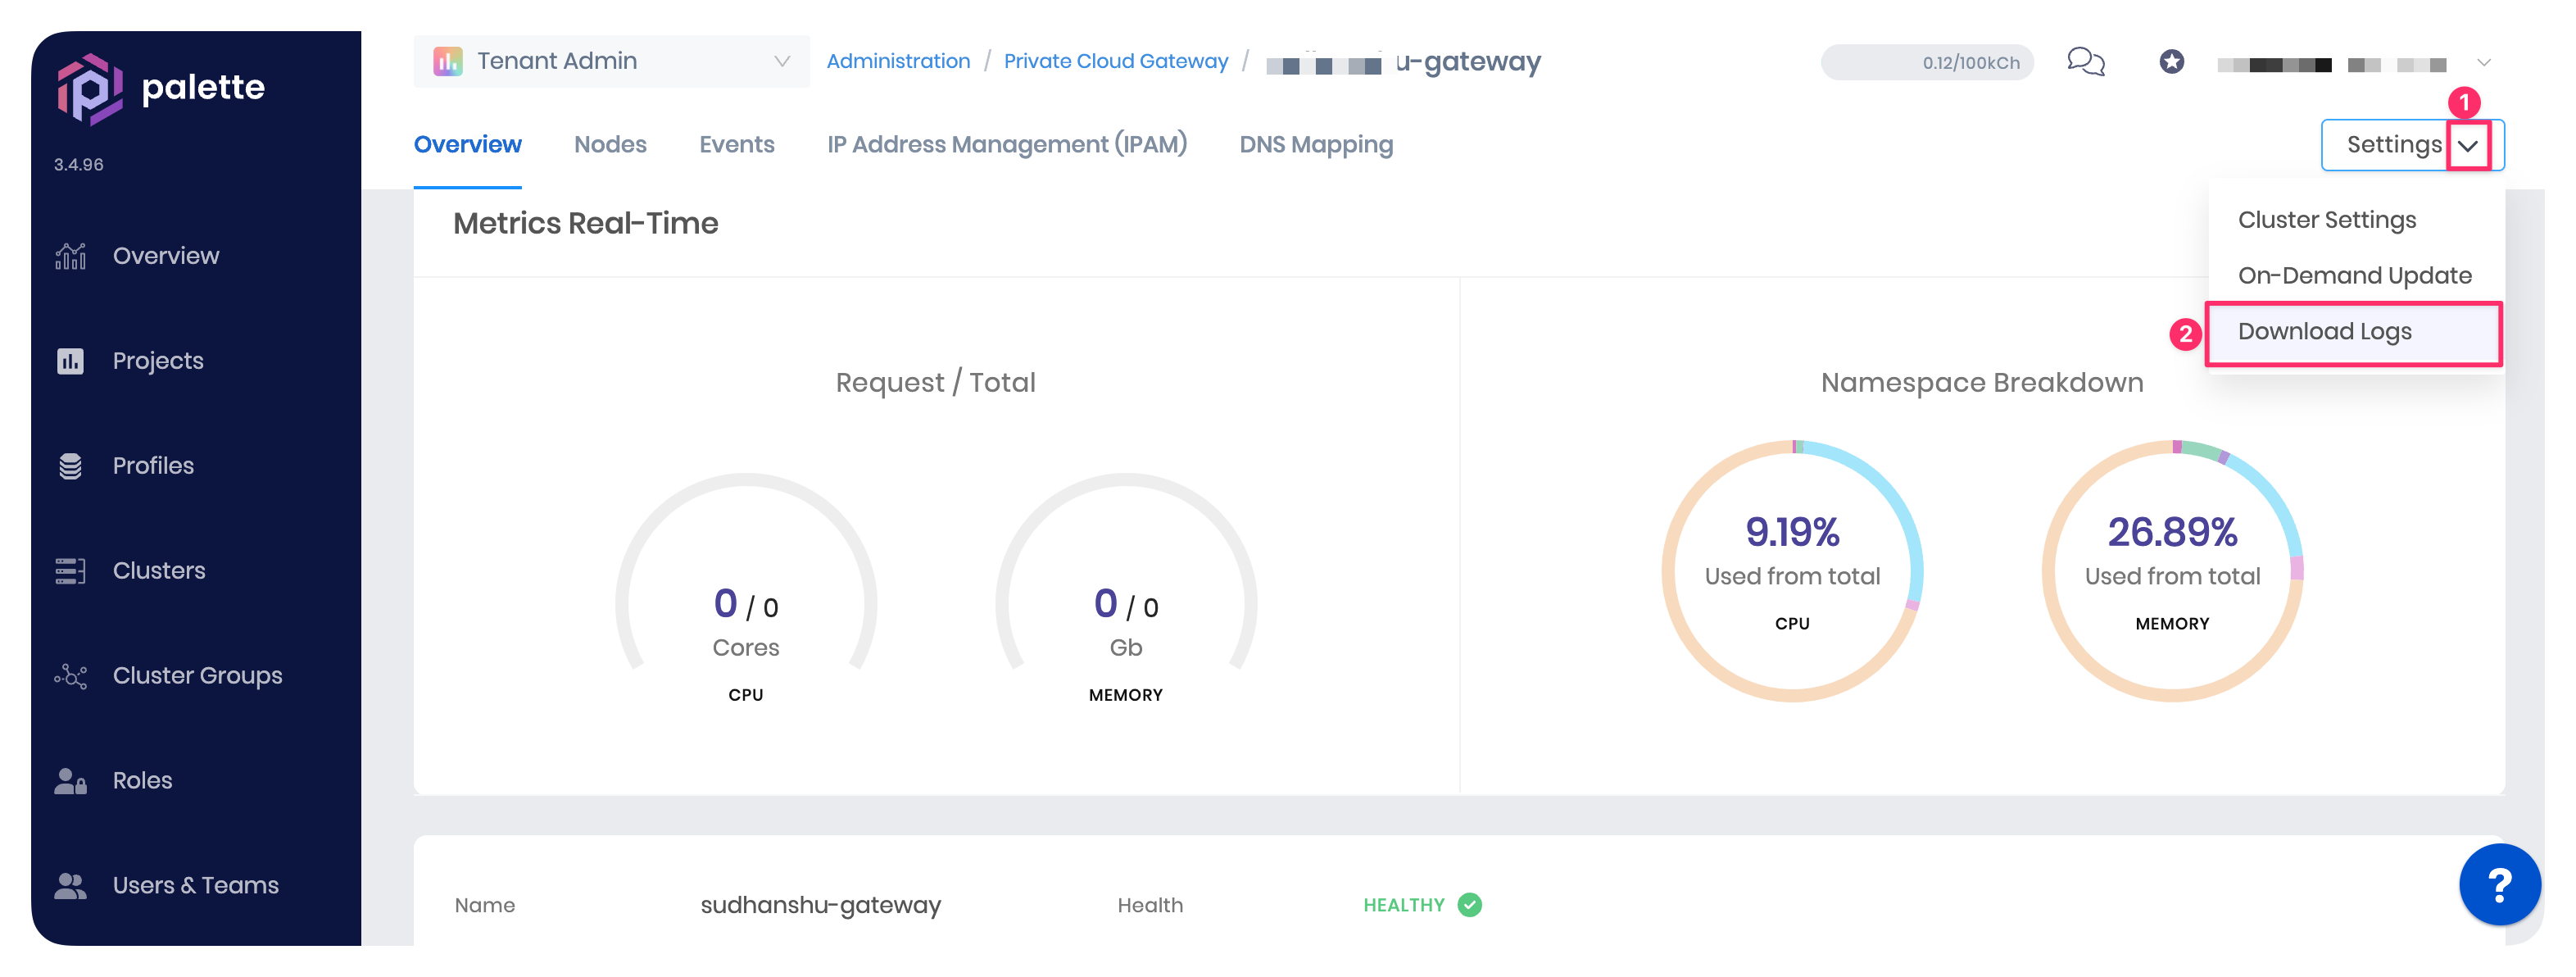 palette
3.4.96
Overview
Projects
Profiles
Clusters
Cluster Groups
Roles
Users & Teams
Tenant Admin
Administration / Private Cloud Gateway / u-gateway
0.12/100kCh
Overview Nodes Events IP Address Management (IPAM) DNS Mapping
1
Settings
Cluster Settings
On-Demand Update
2
Download Logs
Metrics Real-Time
Request / Total
0 / 0
Cores
CPU
0 / 0
Gb
MEMORY
Namespace Breakdown
9.19%
Used from total
CPU
26.89%
Used from total
MEMORY
Name sudhanshu-gateway Health HEALTHY
?